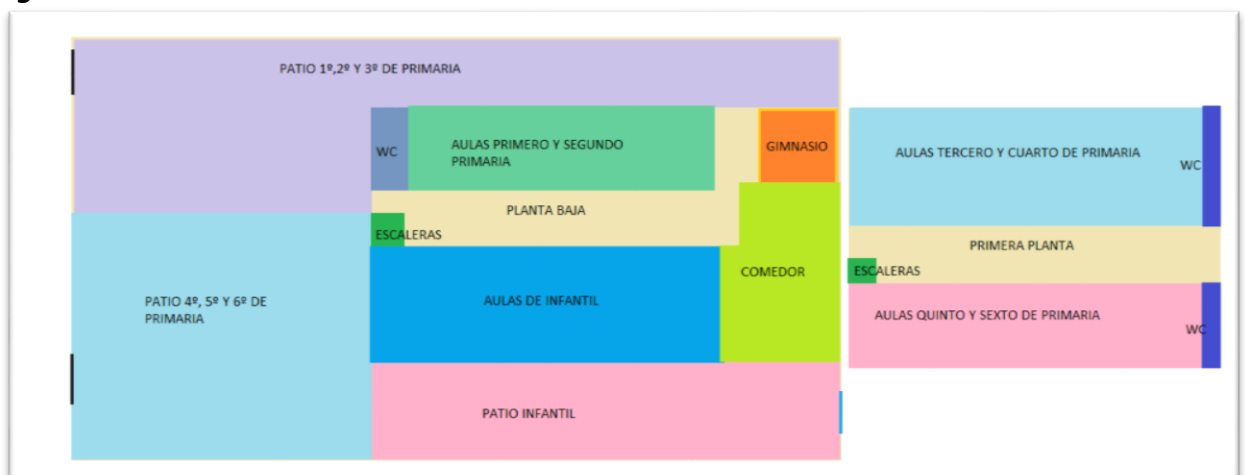 PATIO 1º,2º Y 3º DE PRIMARIA
WC
AULAS PRIMERO Y SEGUNDO
PRIMARIA
GIMNASIO
PLANTA BAJA
ESCALERAS
COMEDOR
AULAS DE INFANTIL
PATIO 4º, 5º Y 6º DE
PRIMARIA
PATIO INFANTIL
AULAS TERCERO Y CUARTO DE PRIMARIA
WC
PRIMERA PLANTA
ESCALERAS
AULAS QUINTO Y SEXTO DE PRIMARIA
WC